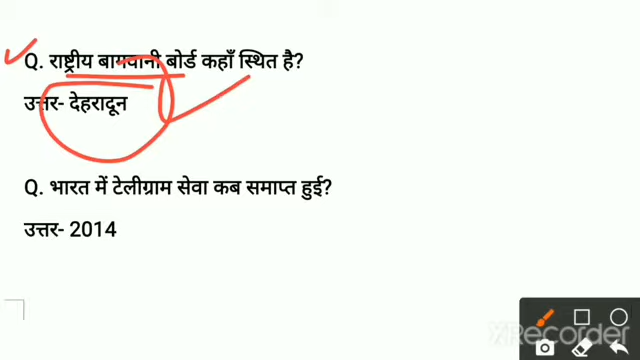 Q. राष्ट्रीय बागवानी बोर्ड कहाँ स्थित है?
उत्तर- देहरादून
Q. भारत में टेलीग्राम सेवा कब समाप्त हुई?
उत्तर- 2014
XRecorder